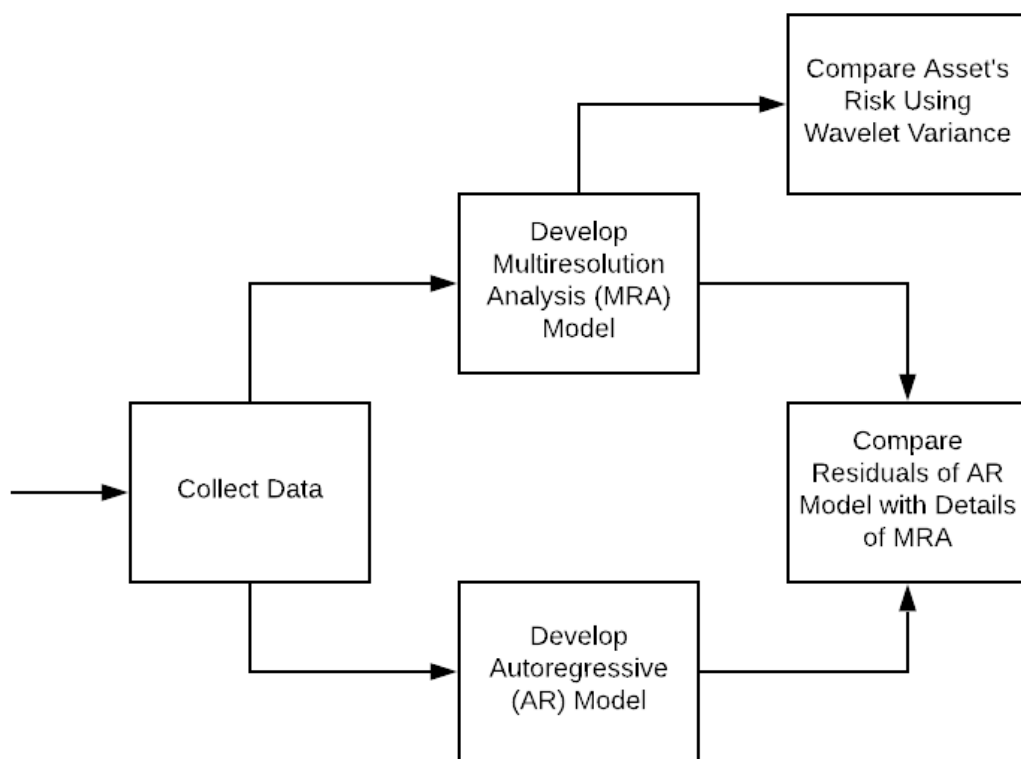 Compare Asset's
Risk Using
Wavelet Variance
Develop
Multiresolution
Analysis (MRA)
Model
Collect Data
Compare
Residuals of AR
Model with Details
of MRA
Develop
Autoregressive
(AR) Model